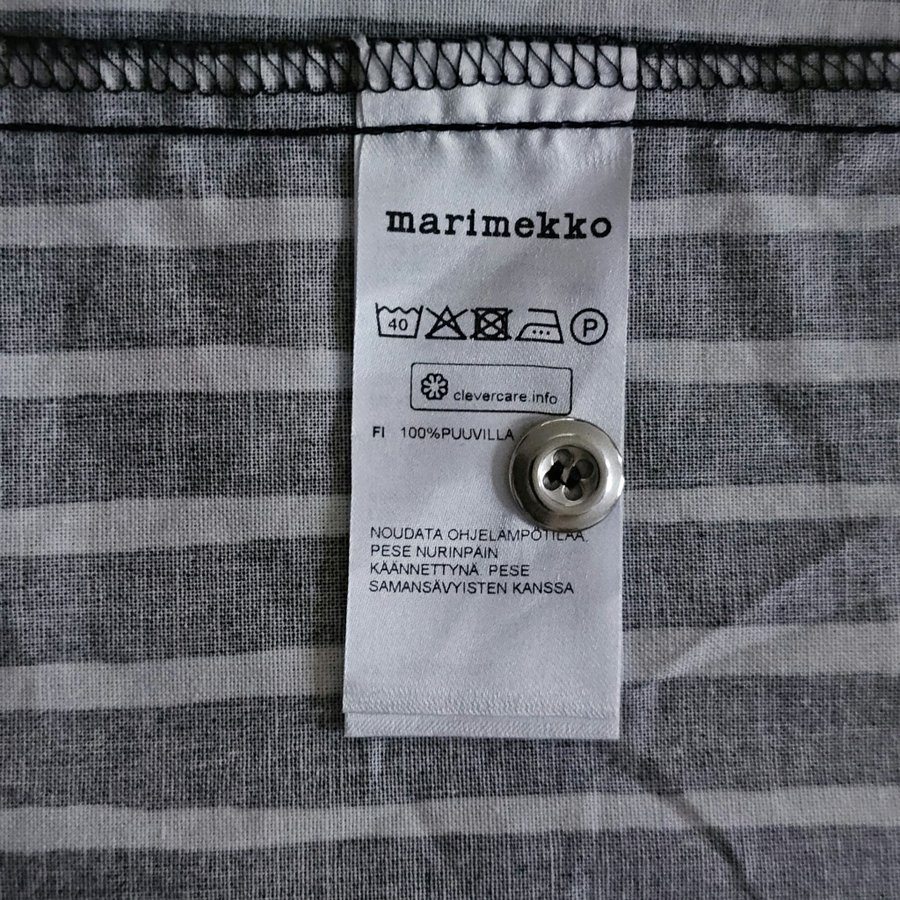 marimekko
40 P
clevercare.info
FI 100%PUUVILLA
NOUDATA OHJELÄMPÖTILAA.
PESE NURINPÄIN
KÄÄNNETTYNÄ. PESE
SAMANSÄVYISTEN KANSSA